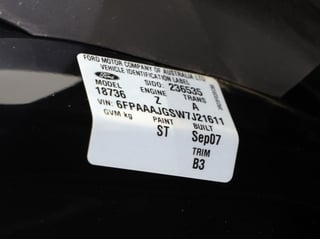 FORD MOTOR COMPANY OF AUSTRALIA LTD
VEHICLE IDENTIFICATION LABEL
Ford
SIDO: 236535
MODEL ENGINE TRANS
18736 Z A
VIN: 6FPAAAJGSW7J21611
GVM kg PAINT BUILT
ST Sep07
TRIM
B3